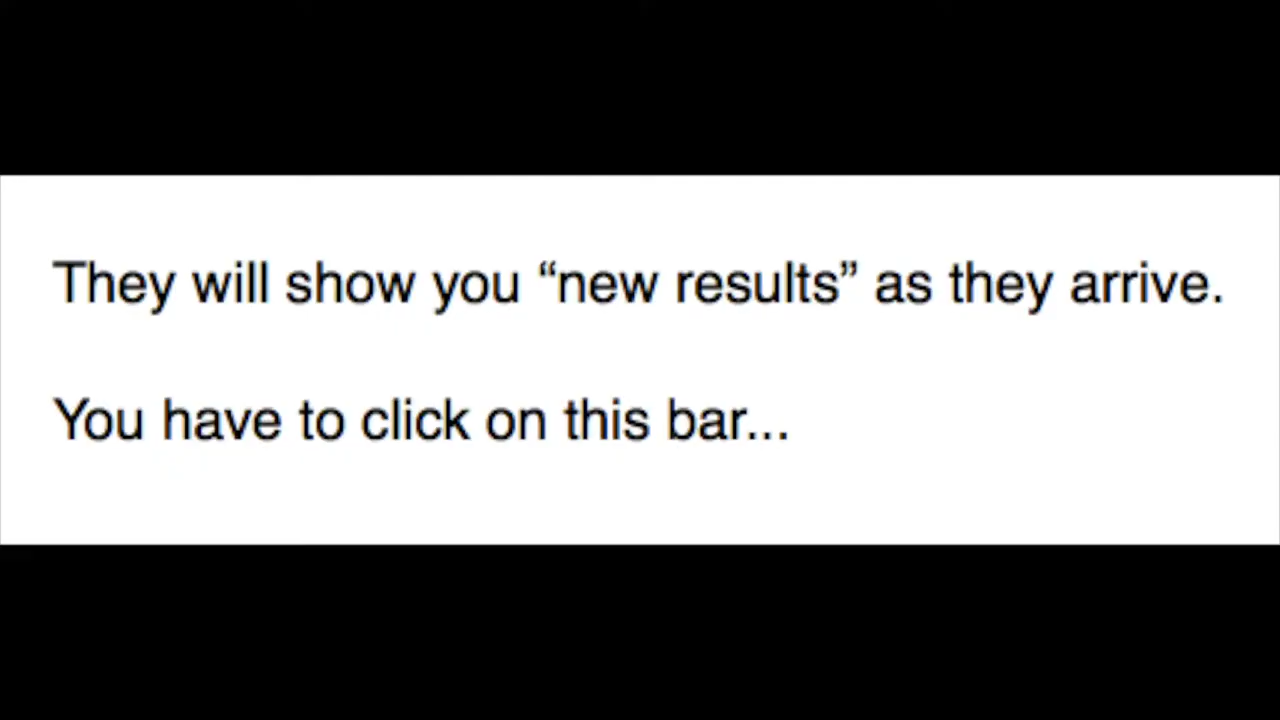 They will show you “new results” as they arrive.
You have to click on this bar...